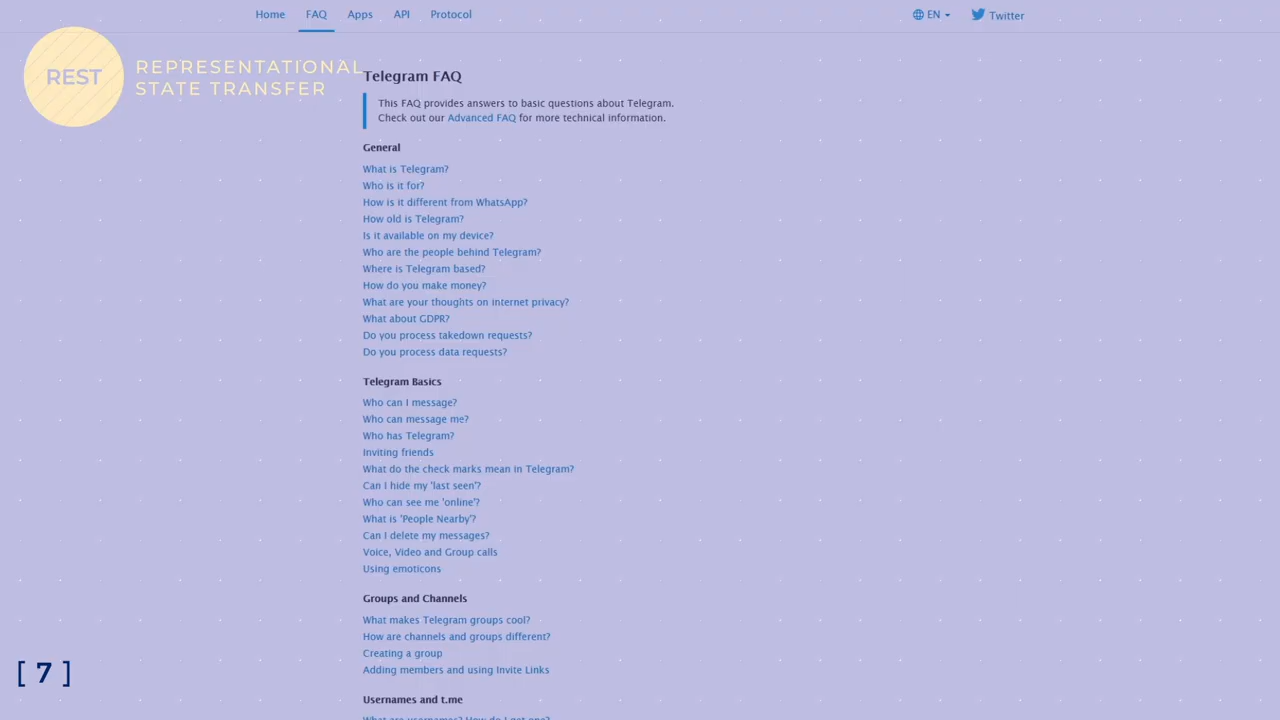 Home FAQ Apps API Protocol EN Twitter
REST
REPRESENTATIONAL
STATE TRANSFER
Telegram FAQ
This FAQ provides answers to basic questions about Telegram.
Check out our Advanced FAQ for more technical information.
General
What is Telegram?
Who is it for?
How is it different from WhatsApp?
How old is Telegram?
Is it available on my device?
Who are the people behind Telegram?
Where is Telegram based?
How do you make money?
What are your thoughts on internet privacy?
What about GDPR?
Do you process takedown requests?
Do you process data requests?
Telegram Basics
Who can I message?
Who can message me?
Who has Telegram?
Inviting friends
What do the check marks mean in Telegram?
Can I hide my 'last seen'?
Who can see me 'online'?
What is 'People Nearby'?
Can I delete my messages?
Voice, Video and Group calls
Using emoticons
Groups and Channels
What makes Telegram groups cool?
How are channels and groups different?
Creating a group
Adding members and using Invite Links
Usernames and t.me
What are usernames? How do I get one?
[ 7 ]